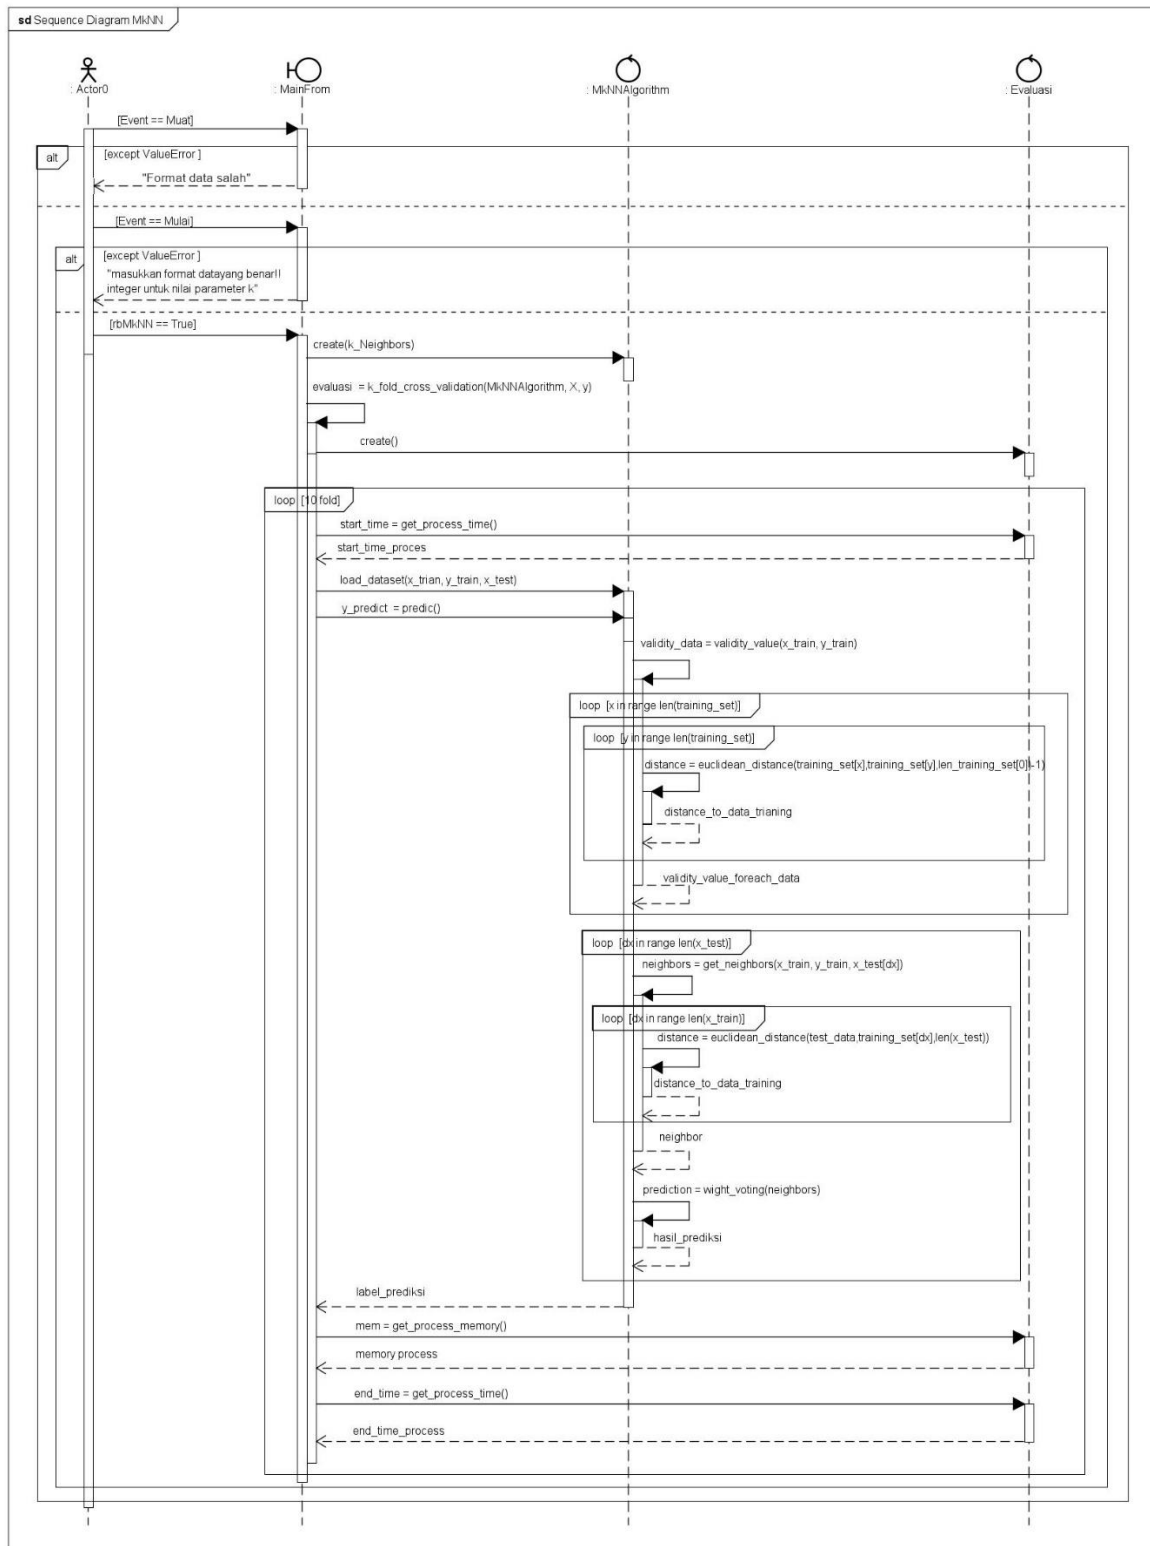 sd Sequence Diagram MkNN
: Actor0
: MainFrom
: MkNNAlgorithm
: Evaluasi
[Event == Muat]
alt
[except ValueError ]
"Format data salah"
[Event == Mulai]
alt
[except ValueError ]
"masukkan format datayang benar!!
integer untuk nilai parameter k"
[rbMkNN == True]
create(k_Neighbors)
evaluasi = k_fold_cross_validation(MkNNAlgorithm, X, y)
create()
loop [10 fold]
start_time = get_process_time()
start_time_proces
load_dataset(x_trian, y_train, x_test)
y_predict = predic()
validity_data = validity_value(x_train, y_train)
loop [x in range len(training_set)]
loop [y in range len(training_set)]
distance = euclidean_distance(training_set[x],training_set[y],len_training_set[0])-1)
distance_to_data_trianing
validity_value_foreach_data
loop [dx in range len(x_test)]
neighbors = get_neighbors(x_train, y_train, x_test[dx])
loop [dx in range len(x_train)]
distance = euclidean_distance(test_data,training_set[dx],len(x_test))
distance_to_data_training
neighbor
prediction = wight_voting(neighbors)
hasil_prediksi
label_prediksi
mem = get_process_memory()
memory process
end_time = get_process_time()
end_time_process